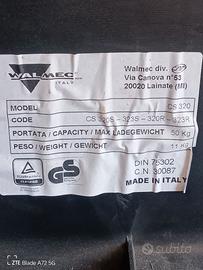 WALMEC
ITALY
Walmec div.
Via Canova n°53
20020 Lainate (MI)
MODEL CS 320
CODE CS 320S - 323S - 320R - 323R
PORTATA / CAPACITY / MAX LADEGEWICHT 50 Kg
PESO / WEIGHT / GEWICHT 11 Kg
GS
DIN 75302
C.N. 30087
MADE IN ITALY
ZTE Blade A72 5G
subito